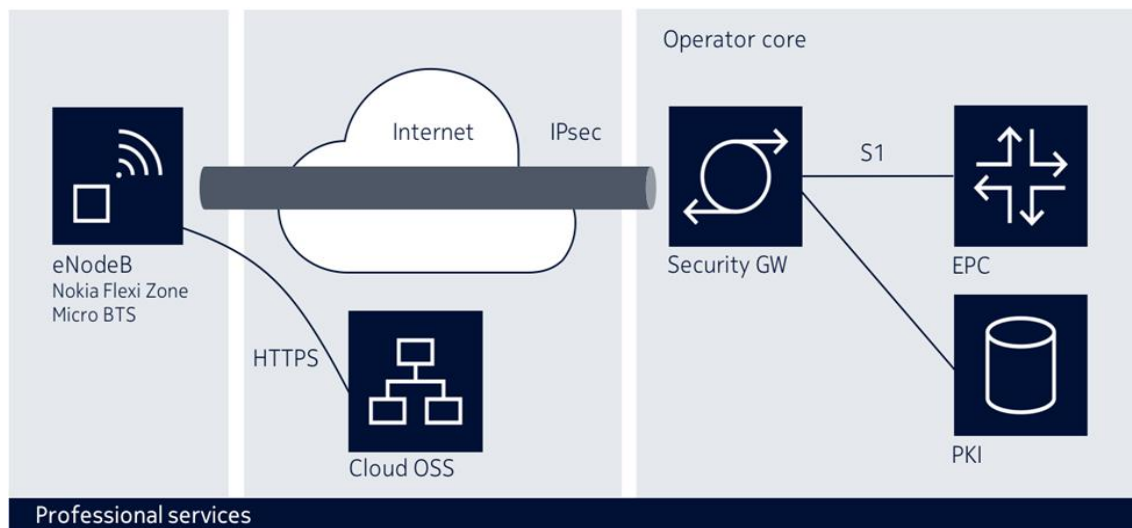 Operator core
Internet
IPsec
S1
eNodeB
Nokia Flexi Zone
Micro BTS
Security GW
EPC
HTTPS
Cloud OSS
PKI
Professional services